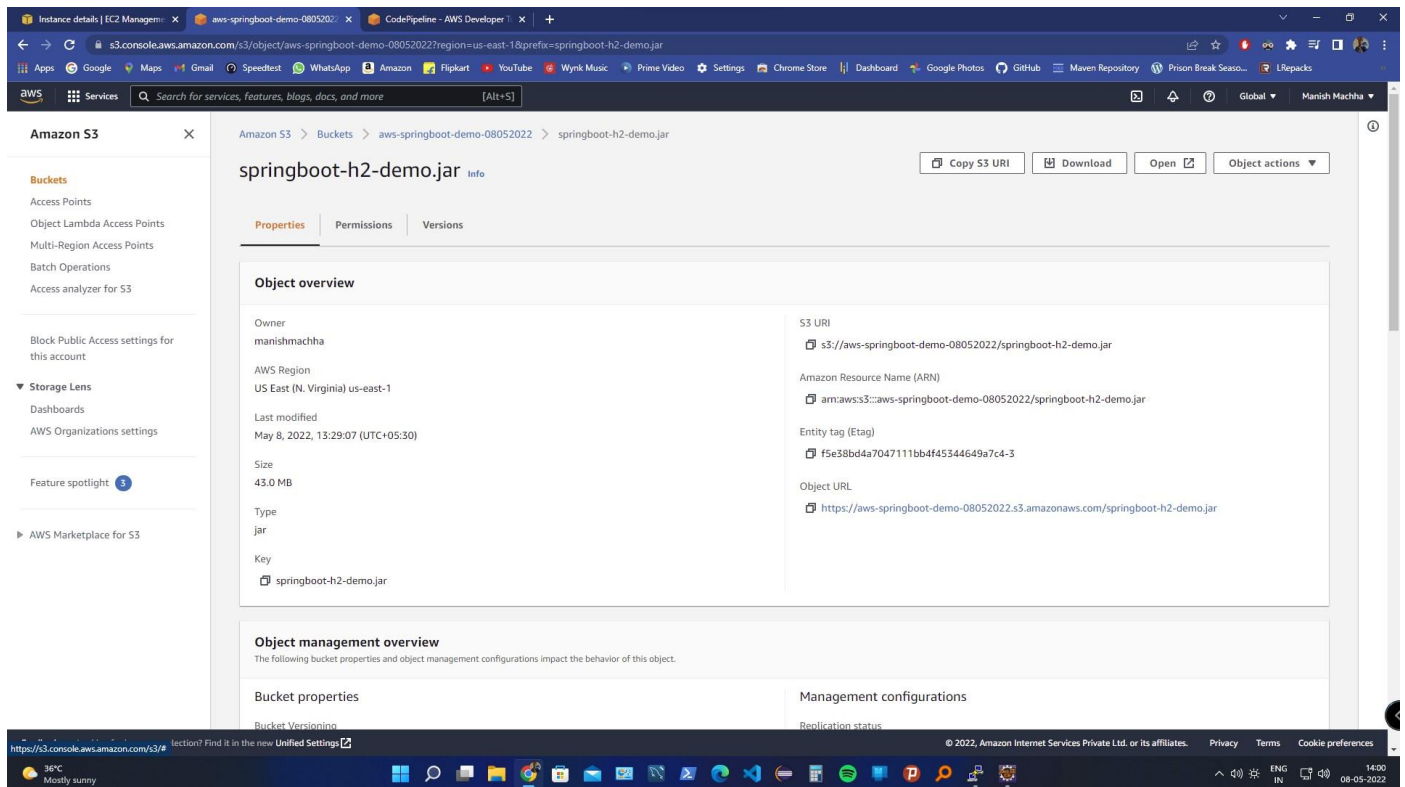 Instance details | EC2 Manageme
aws-springboot-demo-08052022
CodePipeline - AWS Developer T
s3.console.aws.amazon.com/s3/object/aws-springboot-demo-08052022?region=us-east-1&prefix=springboot-h2-demo.jar
Apps Google Maps Gmail Speedtest WhatsApp Amazon Flipkart YouTube Wynk Music Prime Video Settings Chrome Store Dashboard Google Photos GitHub Maven Repository Prison Break Seaso... LRepacks
aws Services Search for services, features, blogs, docs, and more [Alt+S] Global Manish Machha
Amazon S3
Buckets
Access Points
Object Lambda Access Points
Multi-Region Access Points
Batch Operations
Access analyzer for S3
Block Public Access settings for
this account
Storage Lens
Dashboards
AWS Organizations settings
Feature spotlight 3
AWS Marketplace for S3
Amazon S3 > Buckets > aws-springboot-demo-08052022 > springboot-h2-demo.jar
springboot-h2-demo.jar Info
Copy S3 URI Download Open Object actions
Properties Permissions Versions
Object overview
Owner
manishmachha
AWS Region
US East (N. Virginia) us-east-1
Last modified
May 8, 2022, 13:29:07 (UTC+05:30)
Size
43.0 MB
Type
jar
Key
springboot-h2-demo.jar
S3 URI
s3://aws-springboot-demo-08052022/springboot-h2-demo.jar
Amazon Resource Name (ARN)
arn:aws:s3:::aws-springboot-demo-08052022/springboot-h2-demo.jar
Entity tag (Etag)
f5e38bd4a7047111bb4f45344649a7c4-3
Object URL
https://aws-springboot-demo-08052022.s3.amazonaws.com/springboot-h2-demo.jar
Object management overview
The following bucket properties and object management configurations impact the behavior of this object.
Bucket properties
Bucket Versioning
Management configurations
Replication status
https://s3.console.aws.amazon.com/s3/#
lection? Find it in the new Unified Settings
© 2022, Amazon Internet Services Private Ltd. or its affiliates. Privacy Terms Cookie preferences
36°C
Mostly sunny
ENG
IN
14:00
08-05-2022